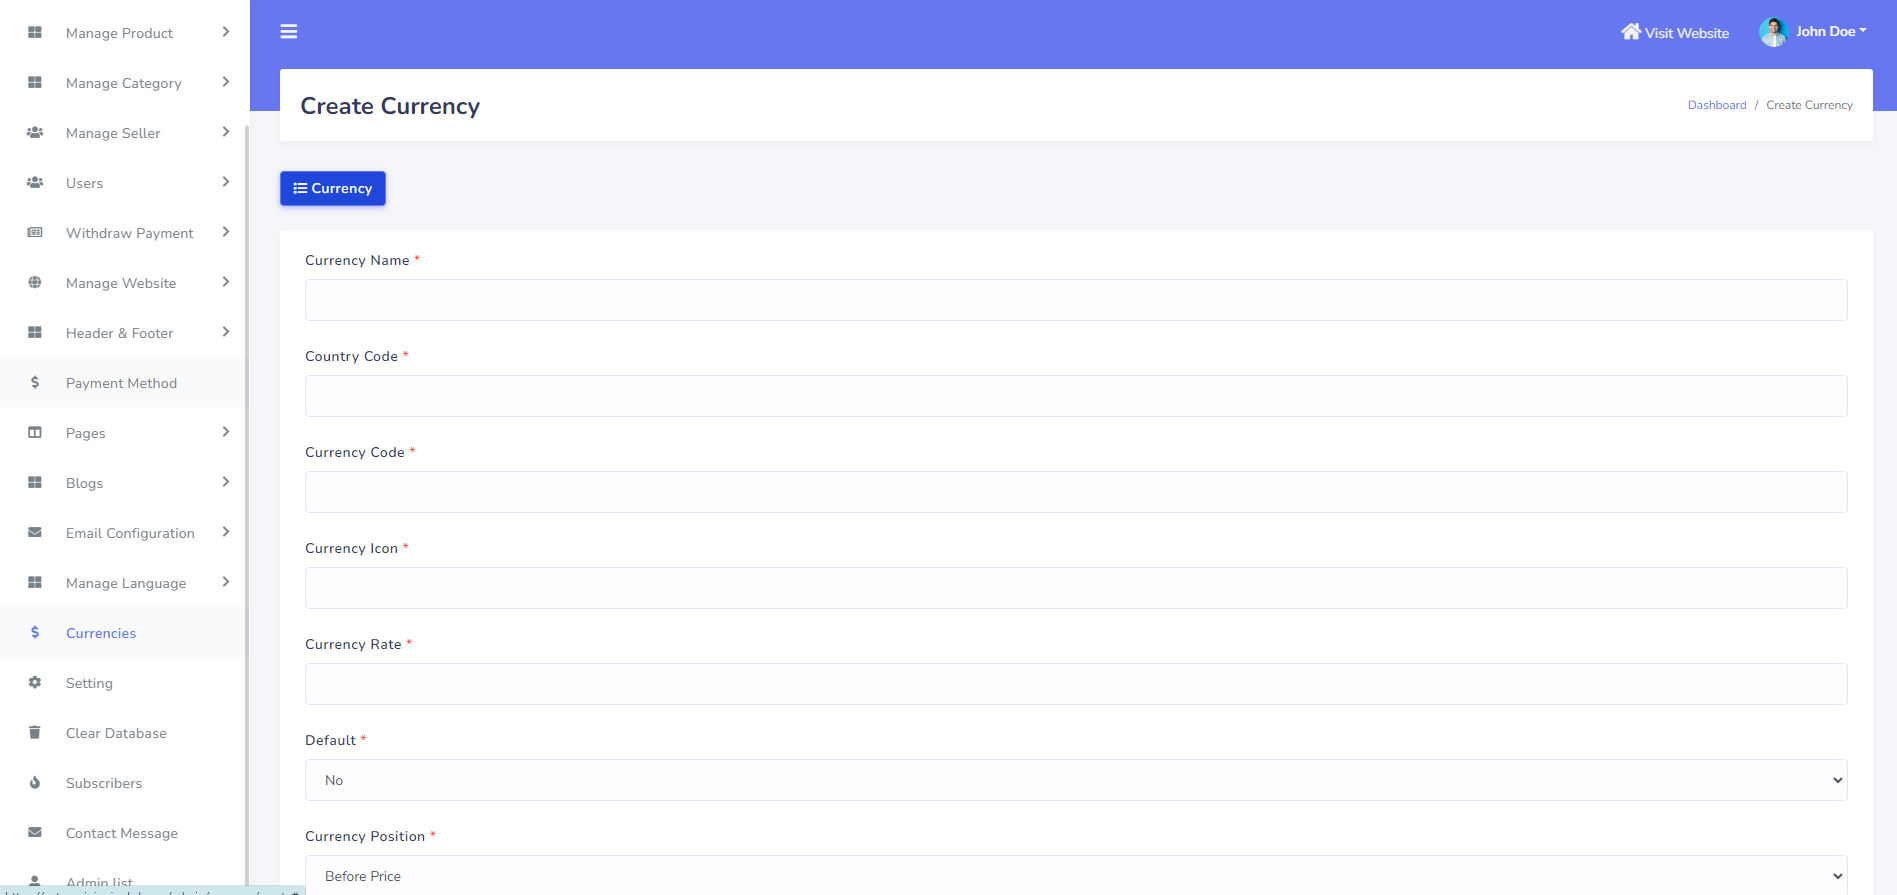 Manage Product
Manage Category
Manage Seller
Users
Withdraw Payment
Manage Website
Header & Footer
Payment Method
Pages
Blogs
Email Configuration
Manage Language
Currencies
Setting
Clear Database
Subscribers
Contact Message
Admin list
Visit Website
John Doe
Create Currency
Dashboard / Create Currency
Currency
Currency Name *
Country Code *
Currency Code *
Currency Icon *
Currency Rate *
Default *
No
Currency Position *
Before Price